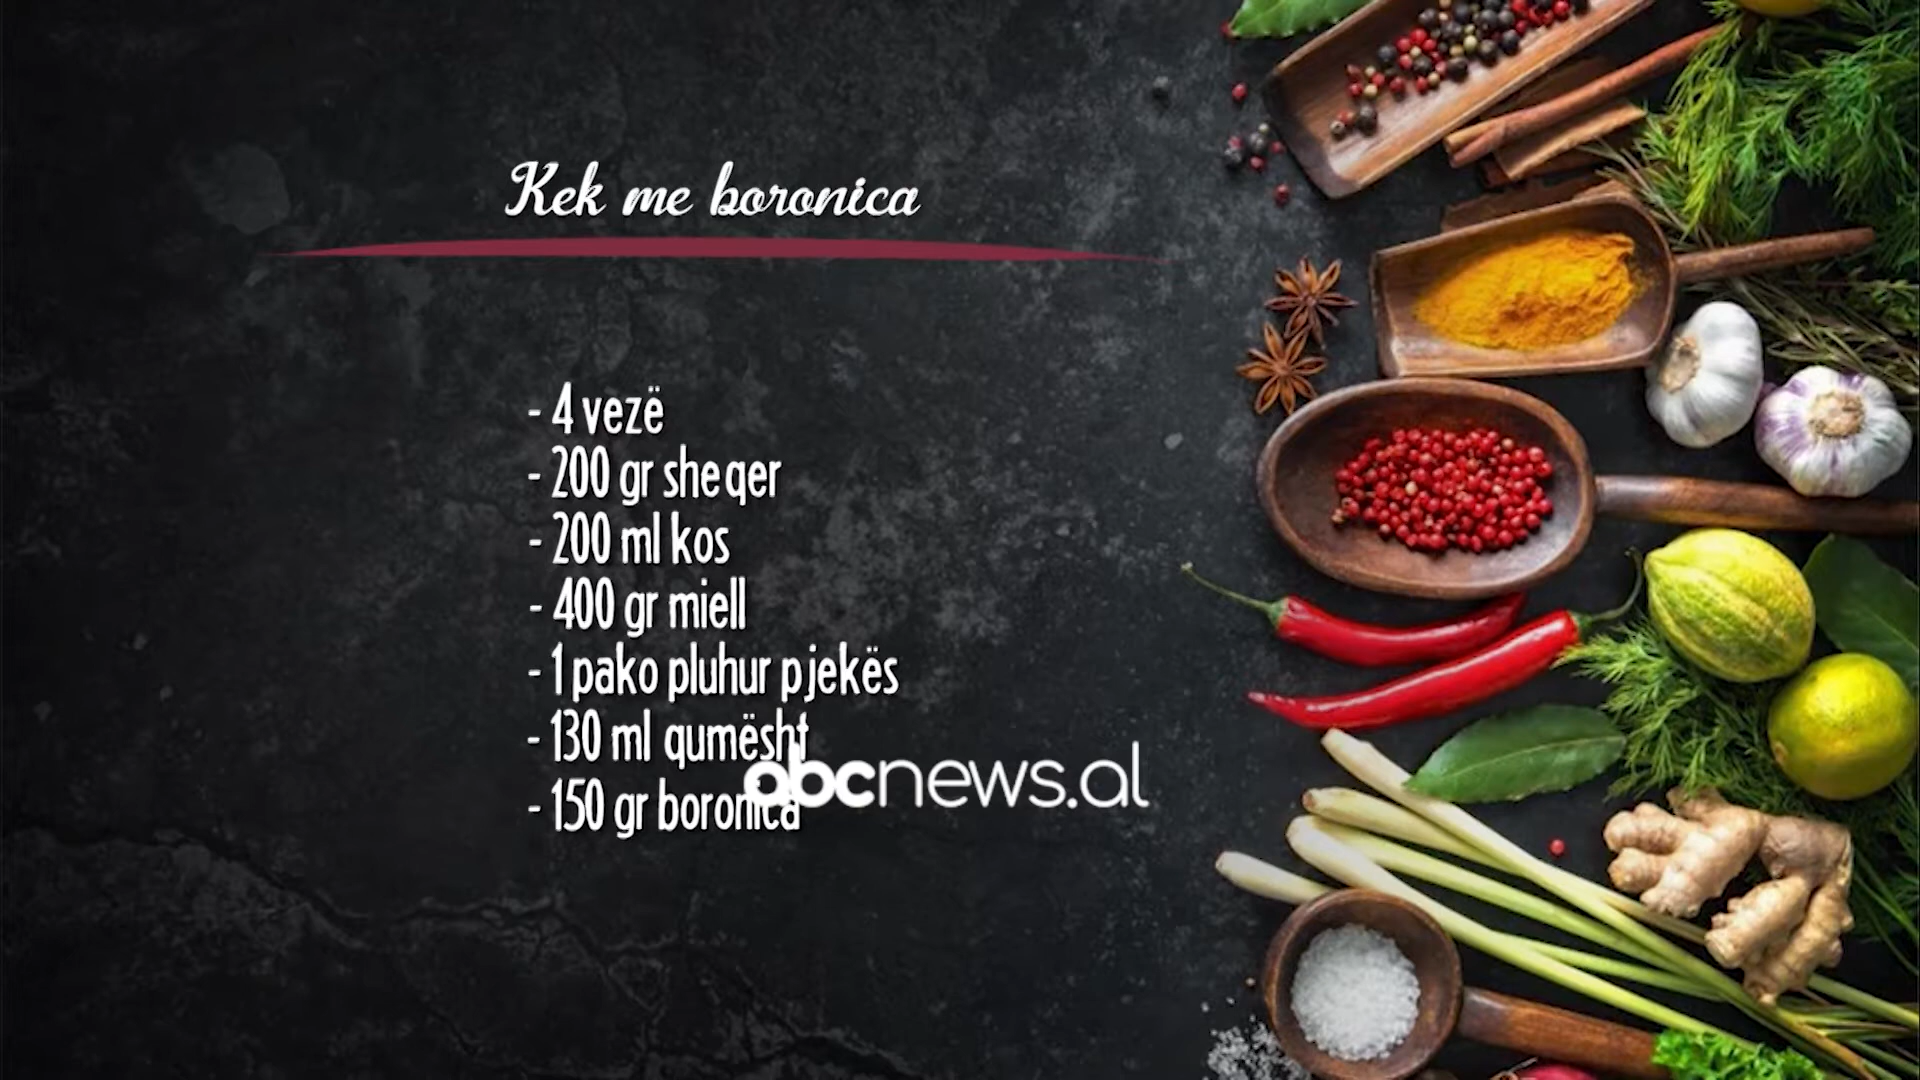 Kek me boronica
- 4 vezë
- 200 gr sheqer
- 200 ml kos
- 400 gr miell
- 1 pako pluhur pjekës
- 130 ml qumësht
- 150 gr boronica
abcnews.al